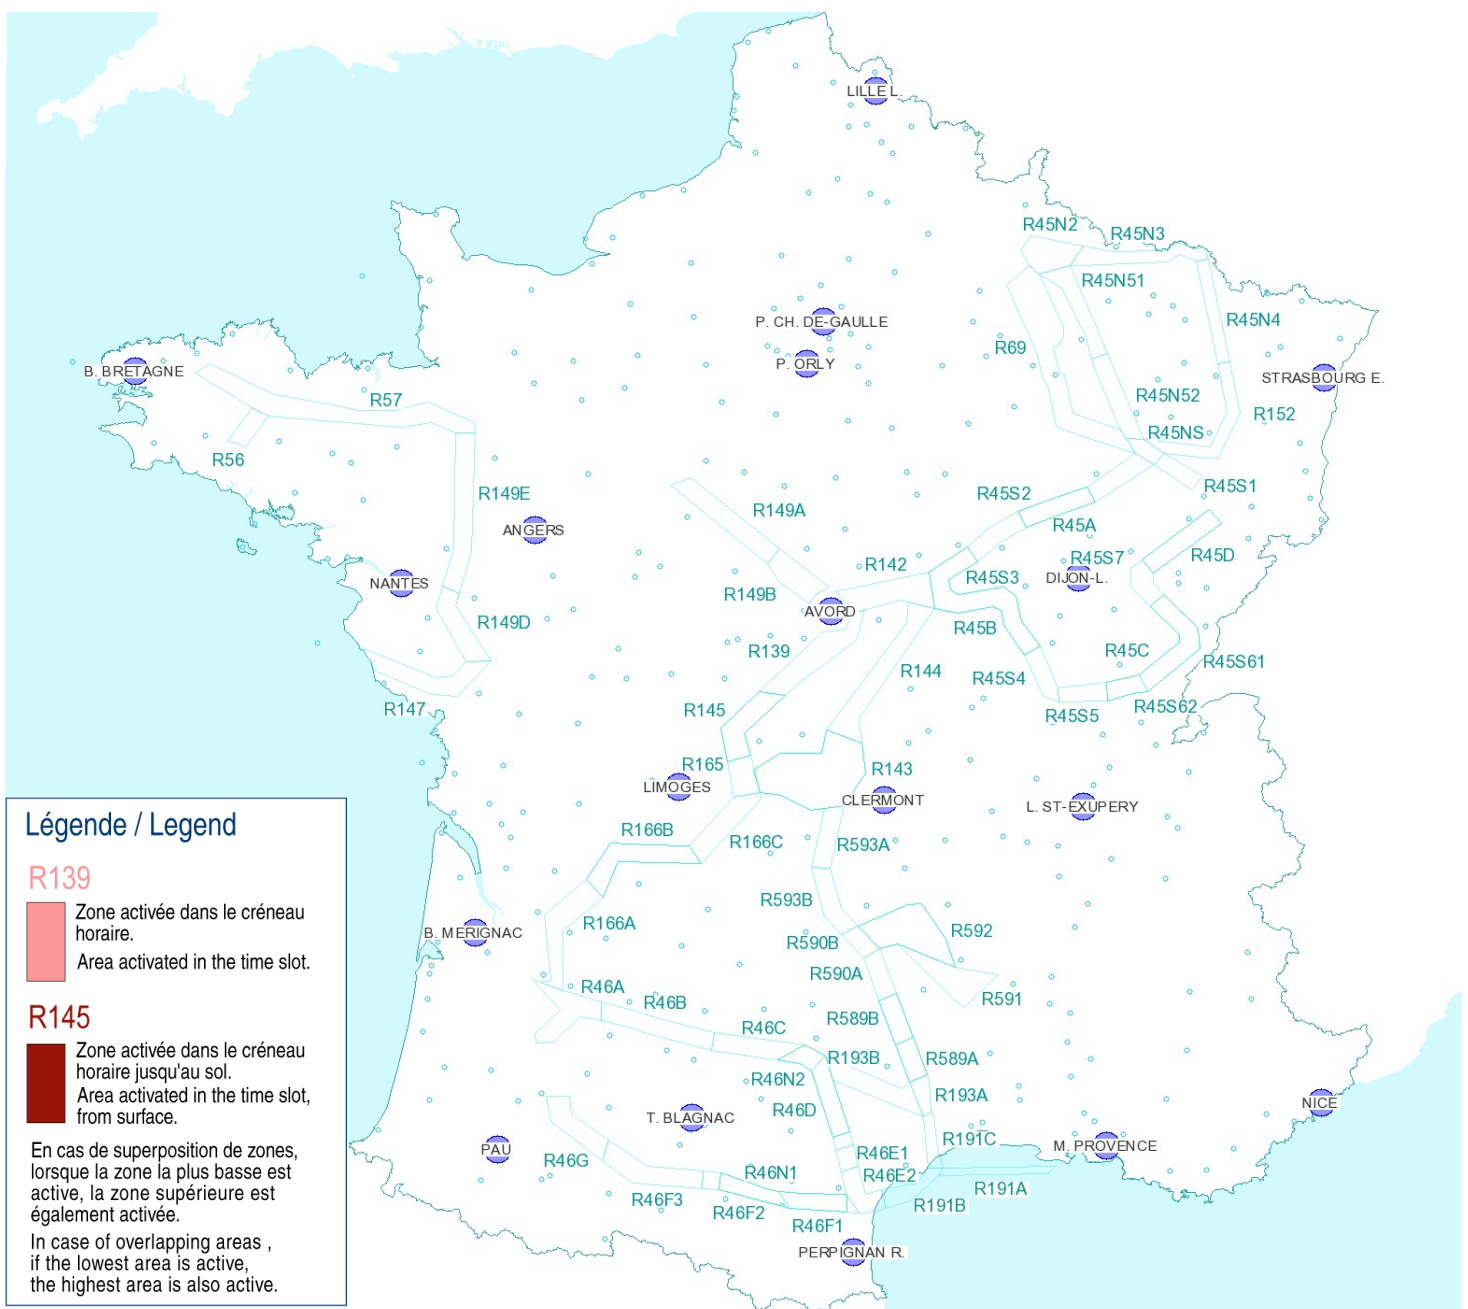 LILLE L.
R45N2
R45N3
R45N51
P. CH. DE-GAULLE
R45N4
R69
P. ORLY
B. BRETAGNE
STRASBOURG E.
R57
R45N52
R152
R45NS
R56
R149E
R45S1
R45S2
R149A
R45A
ANGERS
R45S7
R45D
R142
R45S3
DIJON-L.
NANTES
R149B
AVORD
R149D
R45B
R139
R45C
R45S61
R144
R45S4
R147
R145
R45S5
R45S62
R165
R143
LIMOGES
CLERMONT
L. ST-EXUPERY
R166B
R166C
R593A
R593B
R166A
B. MERIGNAC
R590B
R592
R590A
R46A
R591
R46B
R46C
R589B
R193B
R589A
R46N2
R193A
R46D
T. BLAGNAC
NICE
R191C
M. PROVENCE
PAU
R46E1
R46G
R46N1
R46E2
R191A
R46F3
R46F2
R191B
R46F1
PERPIGNAN R.
Légende / Legend
R139
Zone activée dans le créneau
horaire.
Area activated in the time slot.
R145
Zone activée dans le créneau
horaire jusqu'au sol.
Area activated in the time slot,
from surface.
En cas de superposition de zones,
lorsque la zone la plus basse est
active, la zone supérieure est
également activée.
In case of overlapping areas ,
if the lowest area is active,
the highest area is also active.